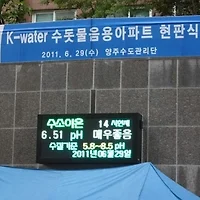 K-water 수돗물음용아파트 현판식
2011. 6. 29(수) 양주수도관리단
수소이온 14 시현재
6.51 pH 매우좋음
수질기준 5.8~8.5 pH
2011년06월29일